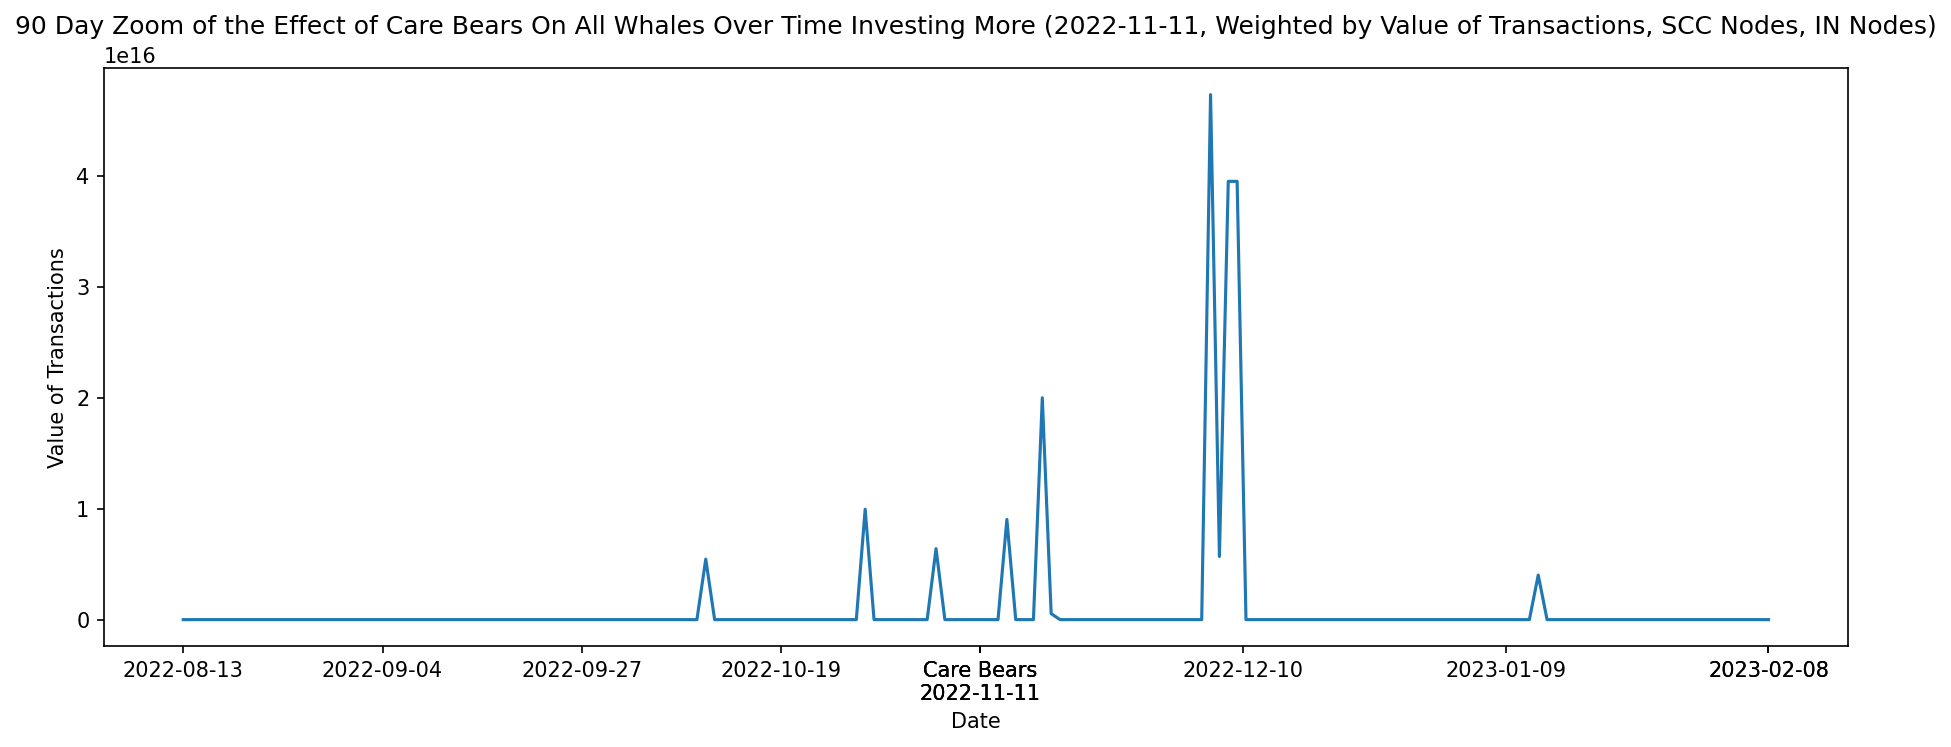 90 Day Zoom of the Effect of Care Bears On All Whales Over Time Investing More (2022-11-11, Weighted by Value of Transactions, SCC Nodes, IN Nodes)
1e16
4
3
2
1
0
Value of Transactions
2022-08-13
2022-09-04
2022-09-27
2022-10-19
Care Bears
2022-11-11
2022-12-10
2023-01-09
2023-02-08
Date